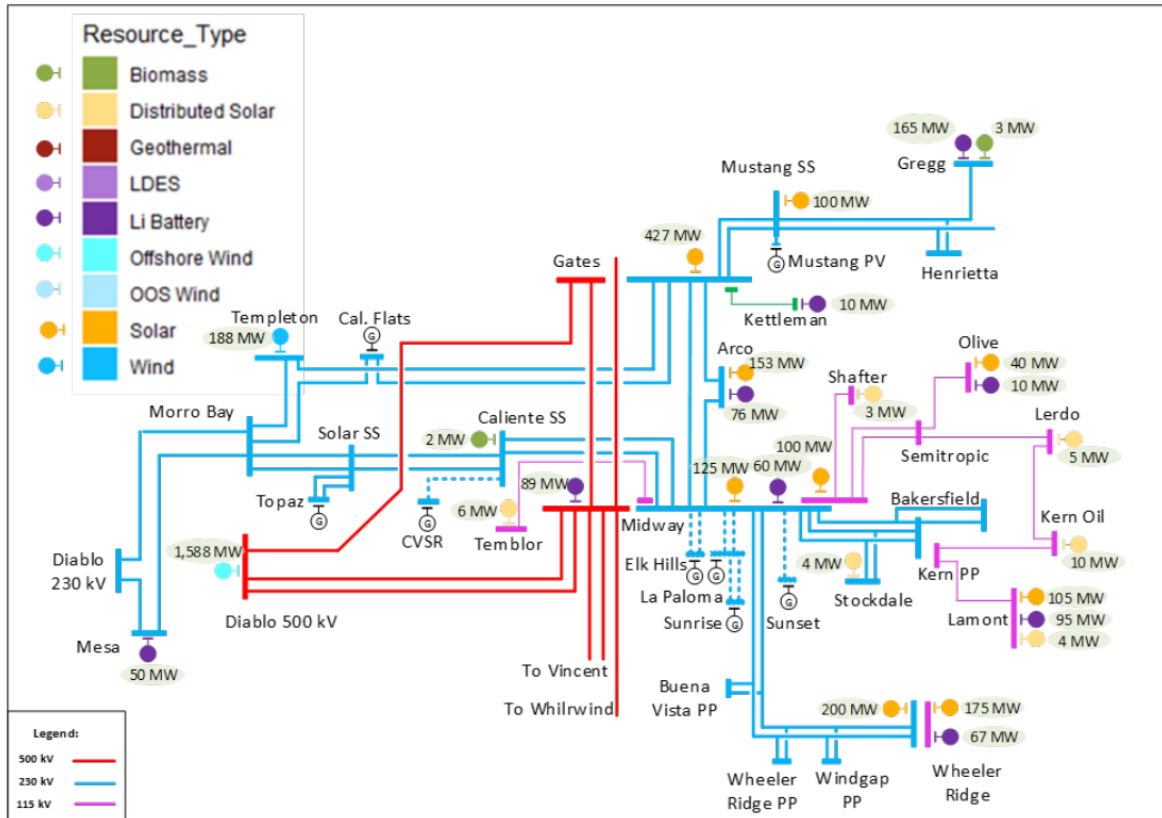 Resource_Type
Biomass
Distributed Solar
Geothermal
LDES
Li Battery
Offshore Wind
OOS Wind
Solar
Wind
165 MW
3 MW
Gregg
Mustang SS
100 MW
427 MW
G
Mustang PV
Henrietta
Gates
Kettleman
10 MW
Templeton
188 MW
Cal. Flats
G
Arco
153 MW
76 MW
Olive
40 MW
10 MW
Shafter
3 MW
Morro Bay
Caliente SS
2 MW
Solar SS
Lerdo
5 MW
Semitropic
100 MW
125 MW
60 MW
89 MW
Topaz
G
CVSR
G
6 MW
Temblor
Midway
Bakersfield
Kern Oil
10 MW
1,588 MW
Diablo
230 kV
Diablo 500 kV
Elk Hills
G
G
La Paloma
Sunrise
G
Sunset
G
4 MW
Stockdale
Kern PP
105 MW
95 MW
4 MW
Lamont
Mesa
50 MW
To Vincent
To Whilrwind
Buena
Vista PP
200 MW
175 MW
67 MW
Wheeler
Ridge PP
Windgap
PP
Wheeler
Ridge
Legend:
500 kV
230 kV
115 kV